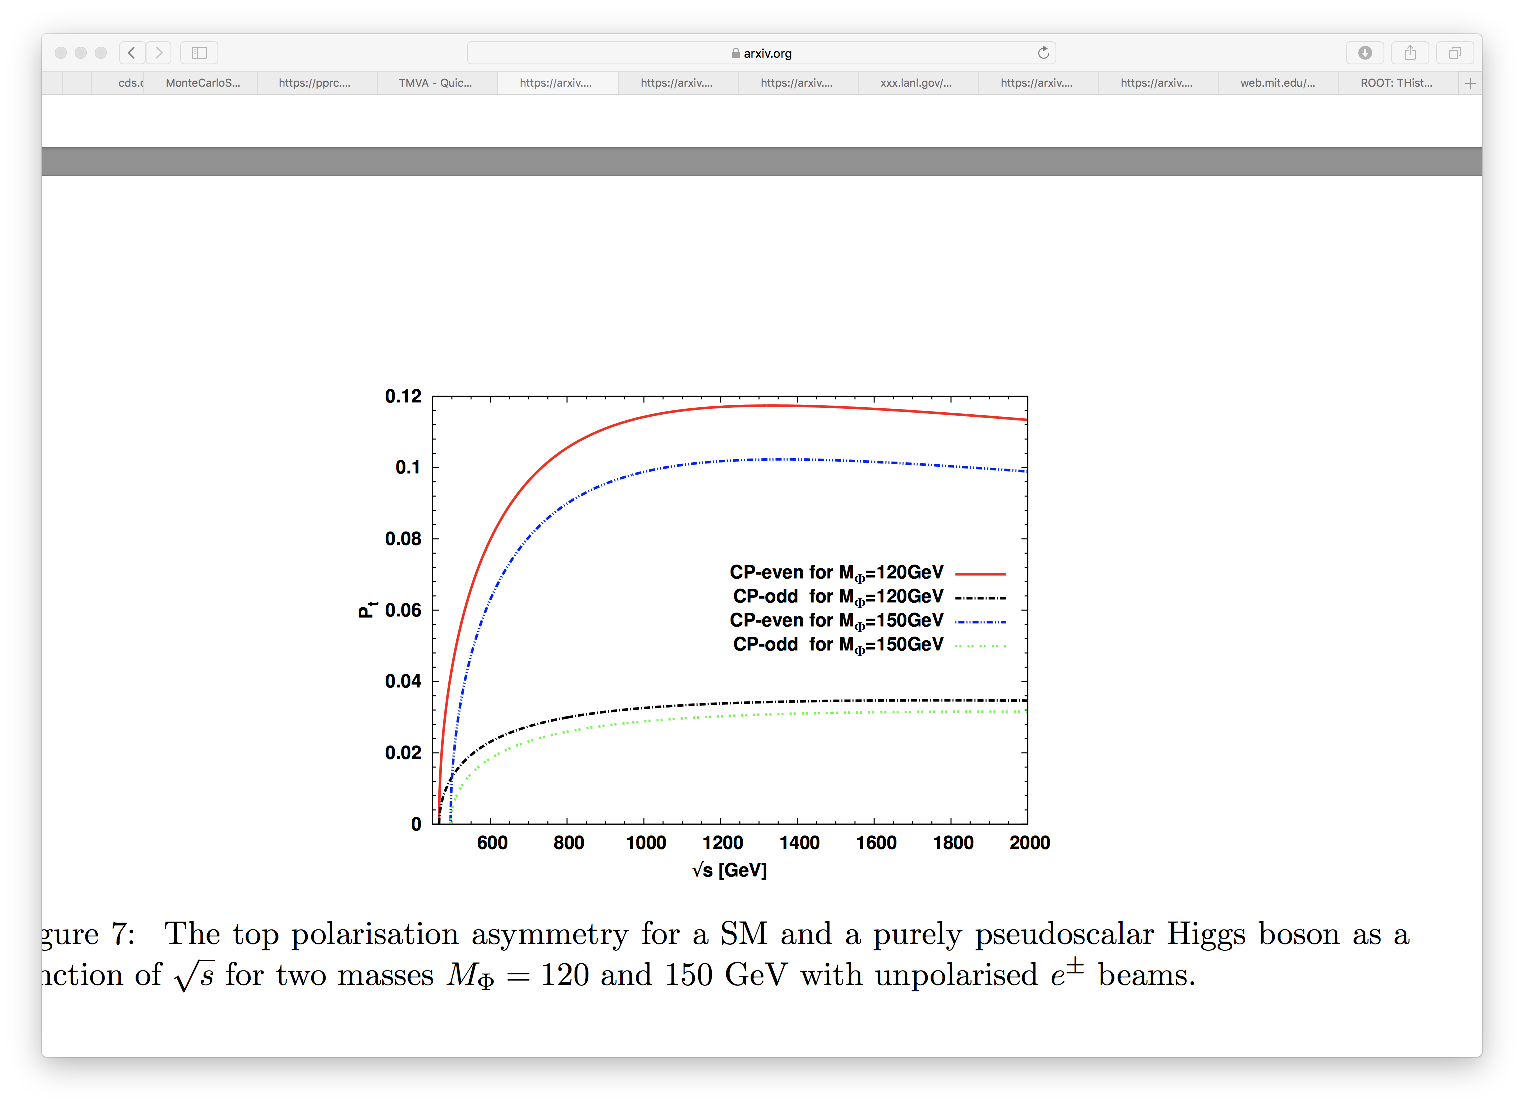 arxiv.org
cds.c MonteCarloS... https://pprc.... TMVA - Quic... https://arxiv.... https://arxiv.... https://arxiv.... xxx.lanl.gov/... https://arxiv.... https://arxiv.... web.mit.edu/... ROOT: THist...
0.12
0.1
0.08
0.06
0.04
0.02
0
Pt
CP-even for MΦ=120GeV
CP-odd for MΦ=120GeV
CP-even for MΦ=150GeV
CP-odd for MΦ=150GeV
600 800 1000 1200 1400 1600 1800 2000
√s [GeV]
gure 7: The top polarisation asymmetry for a SM and a purely pseudoscalar Higgs boson as a
nction of √s for two masses MΦ = 120 and 150 GeV with unpolarised e± beams.